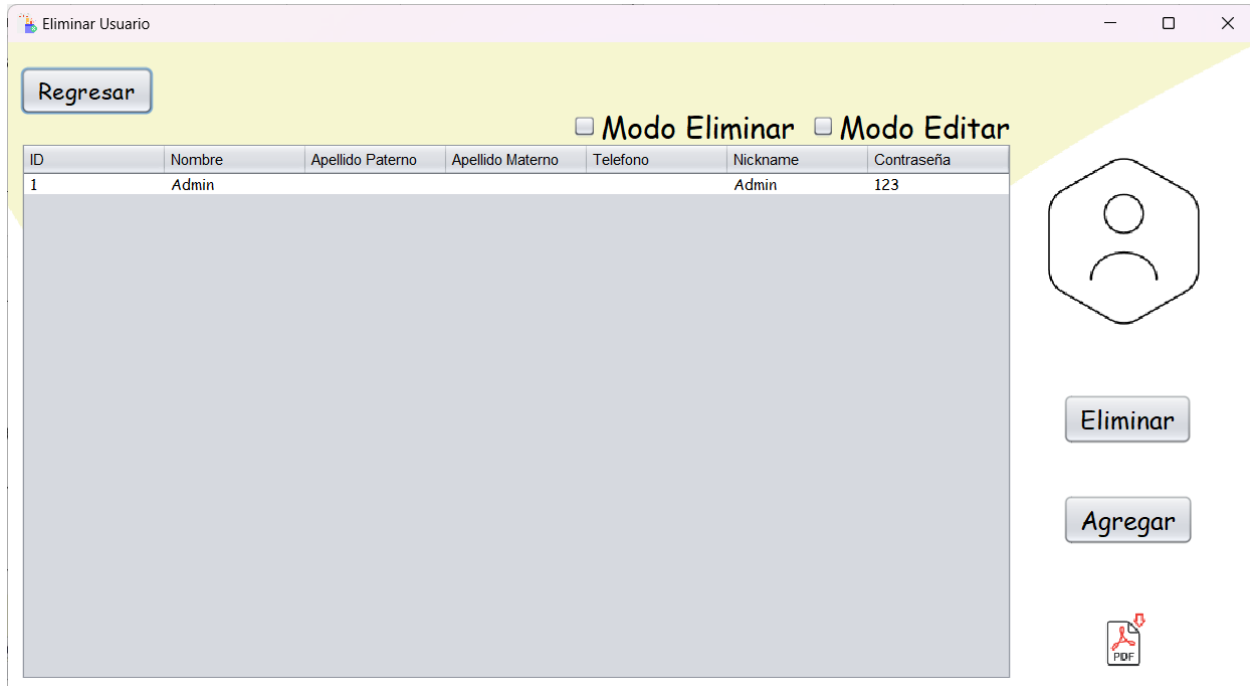 Eliminar Usuario
Regresar
Modo Eliminar Modo Editar
ID Nombre Apellido Paterno Apellido Materno Telefono Nickname Contraseña
1 Admin Admin 123
Eliminar
Agregar
PDF